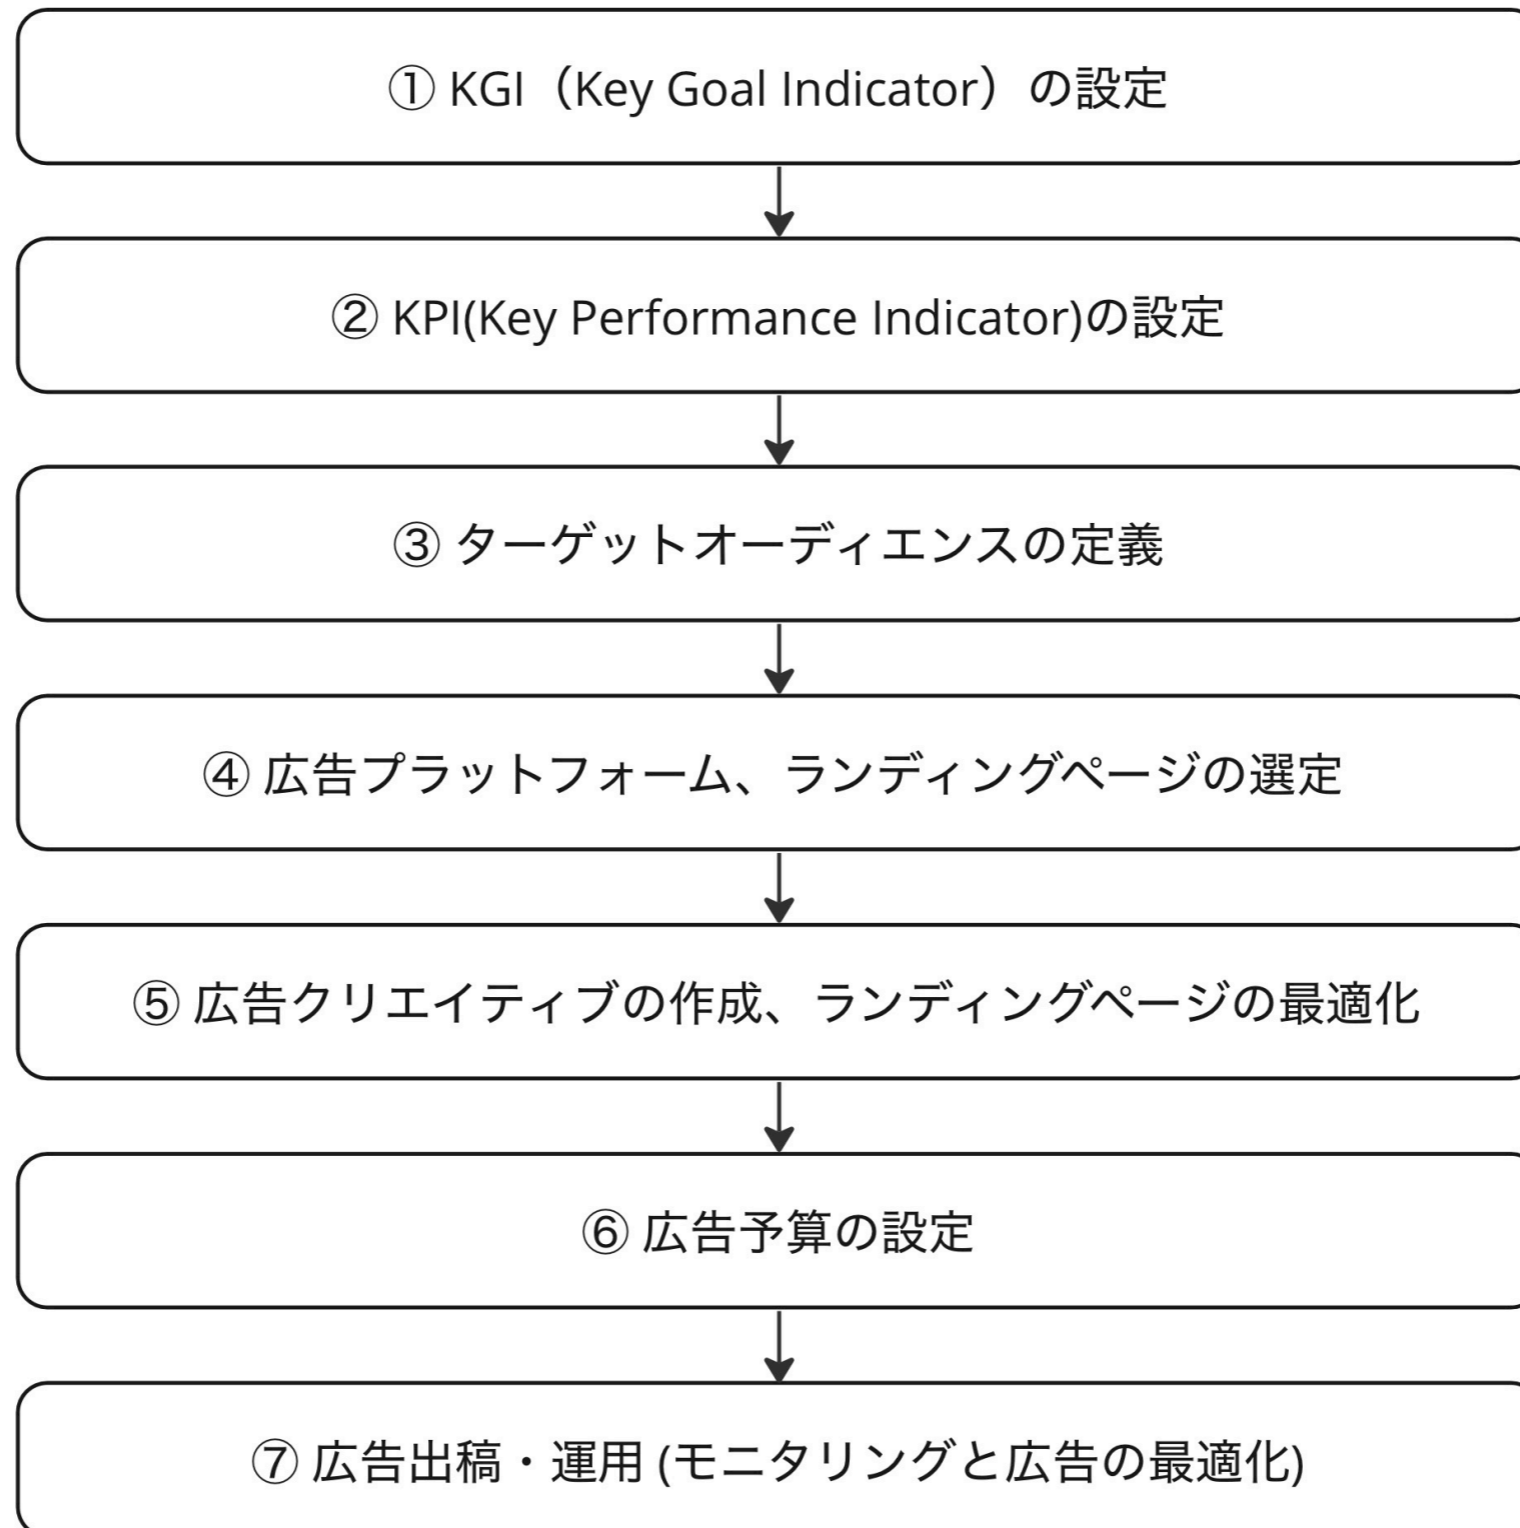 ① KGI（Key Goal Indicator）の設定
② KPI(Key Performance Indicator)の設定
③ ターゲットオーディエンスの定義
④ 広告プラットフォーム、ランディングページの選定
⑤ 広告クリエイティブの作成、ランディングページの最適化
⑥ 広告予算の設定
⑦ 広告出稿・運用 (モニタリングと広告の最適化)